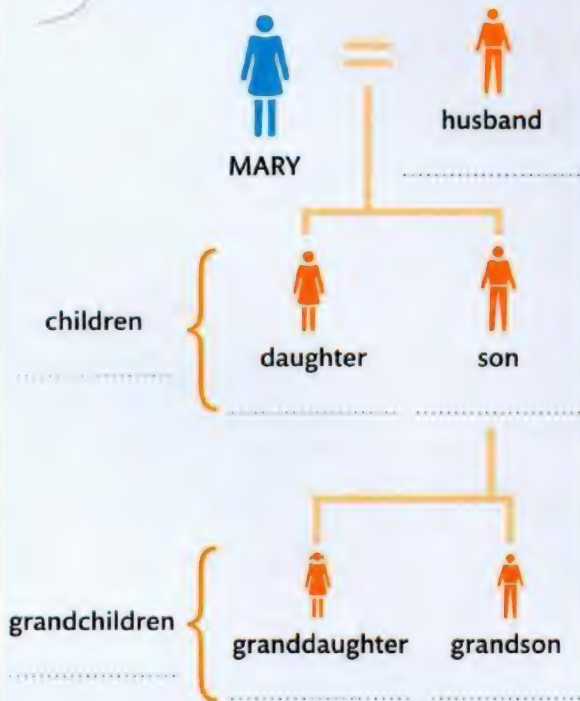 husband
MARY
children
daughter son
grandchildren
granddaughter grandson